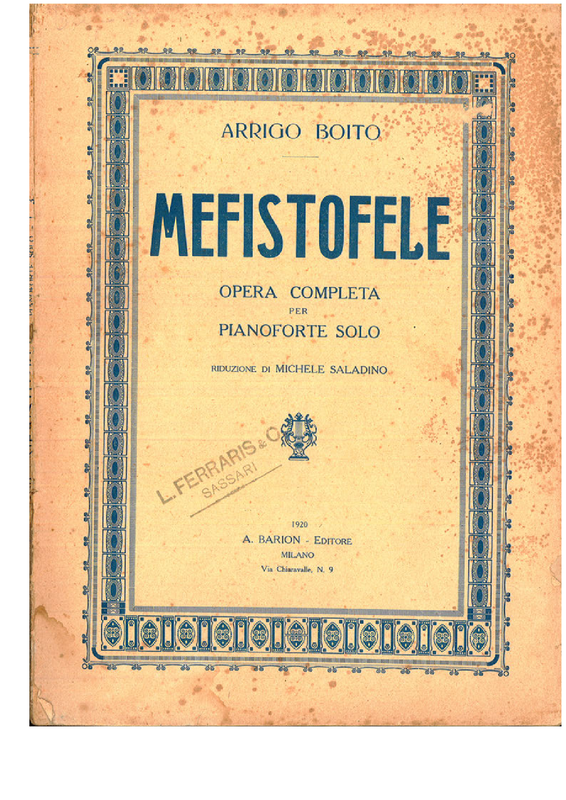 ARRIGO BOITO
MEFISTOFELE
OPERA COMPLETA
PER
PIANOFORTE SOLO
RIDUZIONE DI MICHELE SALADINO
L. FERRARIS & C.
SASSARI
1920
A. BARION - EDITORE
MILANO
Via Chiaravalle, N. 9